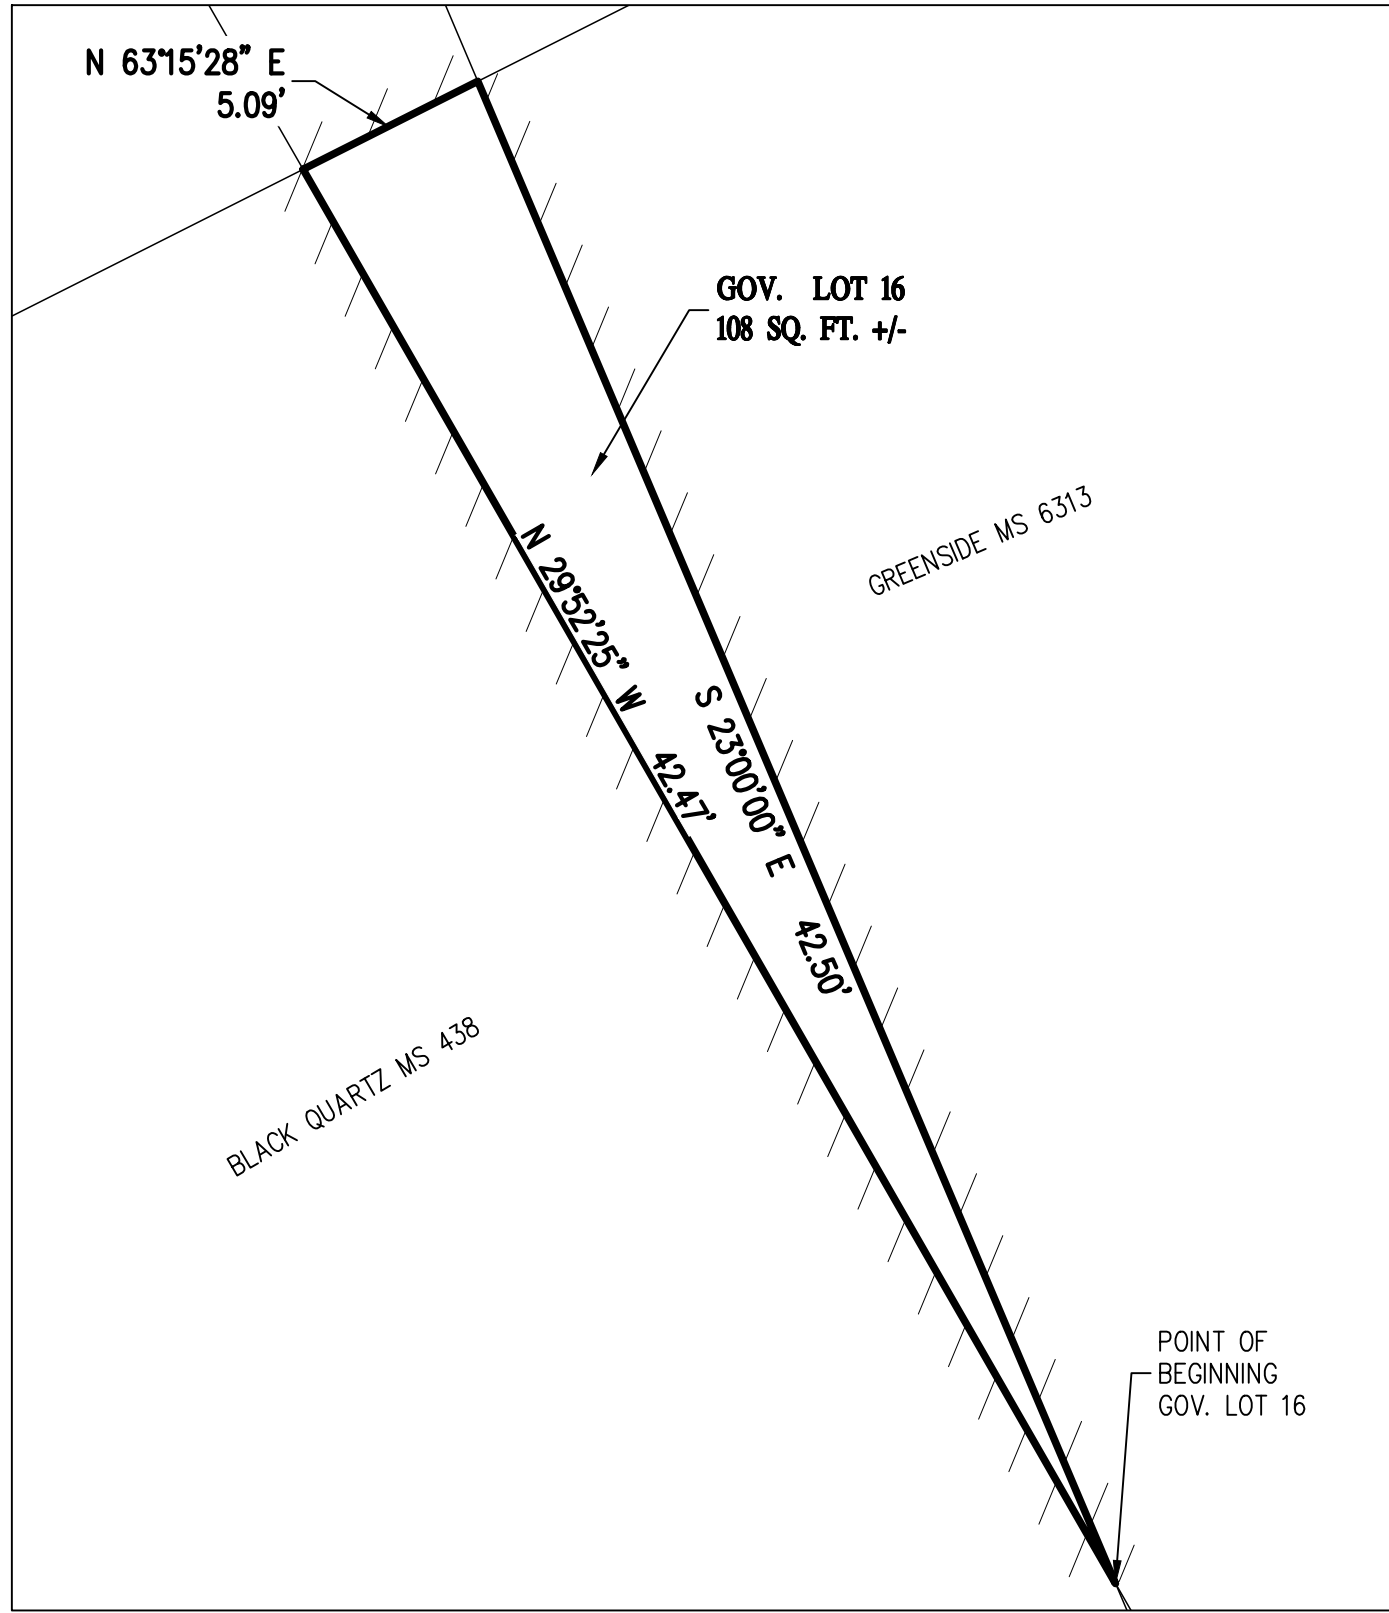 N 63°15'28" E
5.09'
GOV. LOT 16
108 SQ. FT. +/-
GREENSIDE MS 6313
N 29°52'25" W 42.47'
S 23°00'00" E 42.50'
BLACK QUARTZ MS 438
POINT OF
BEGINNING
GOV. LOT 16